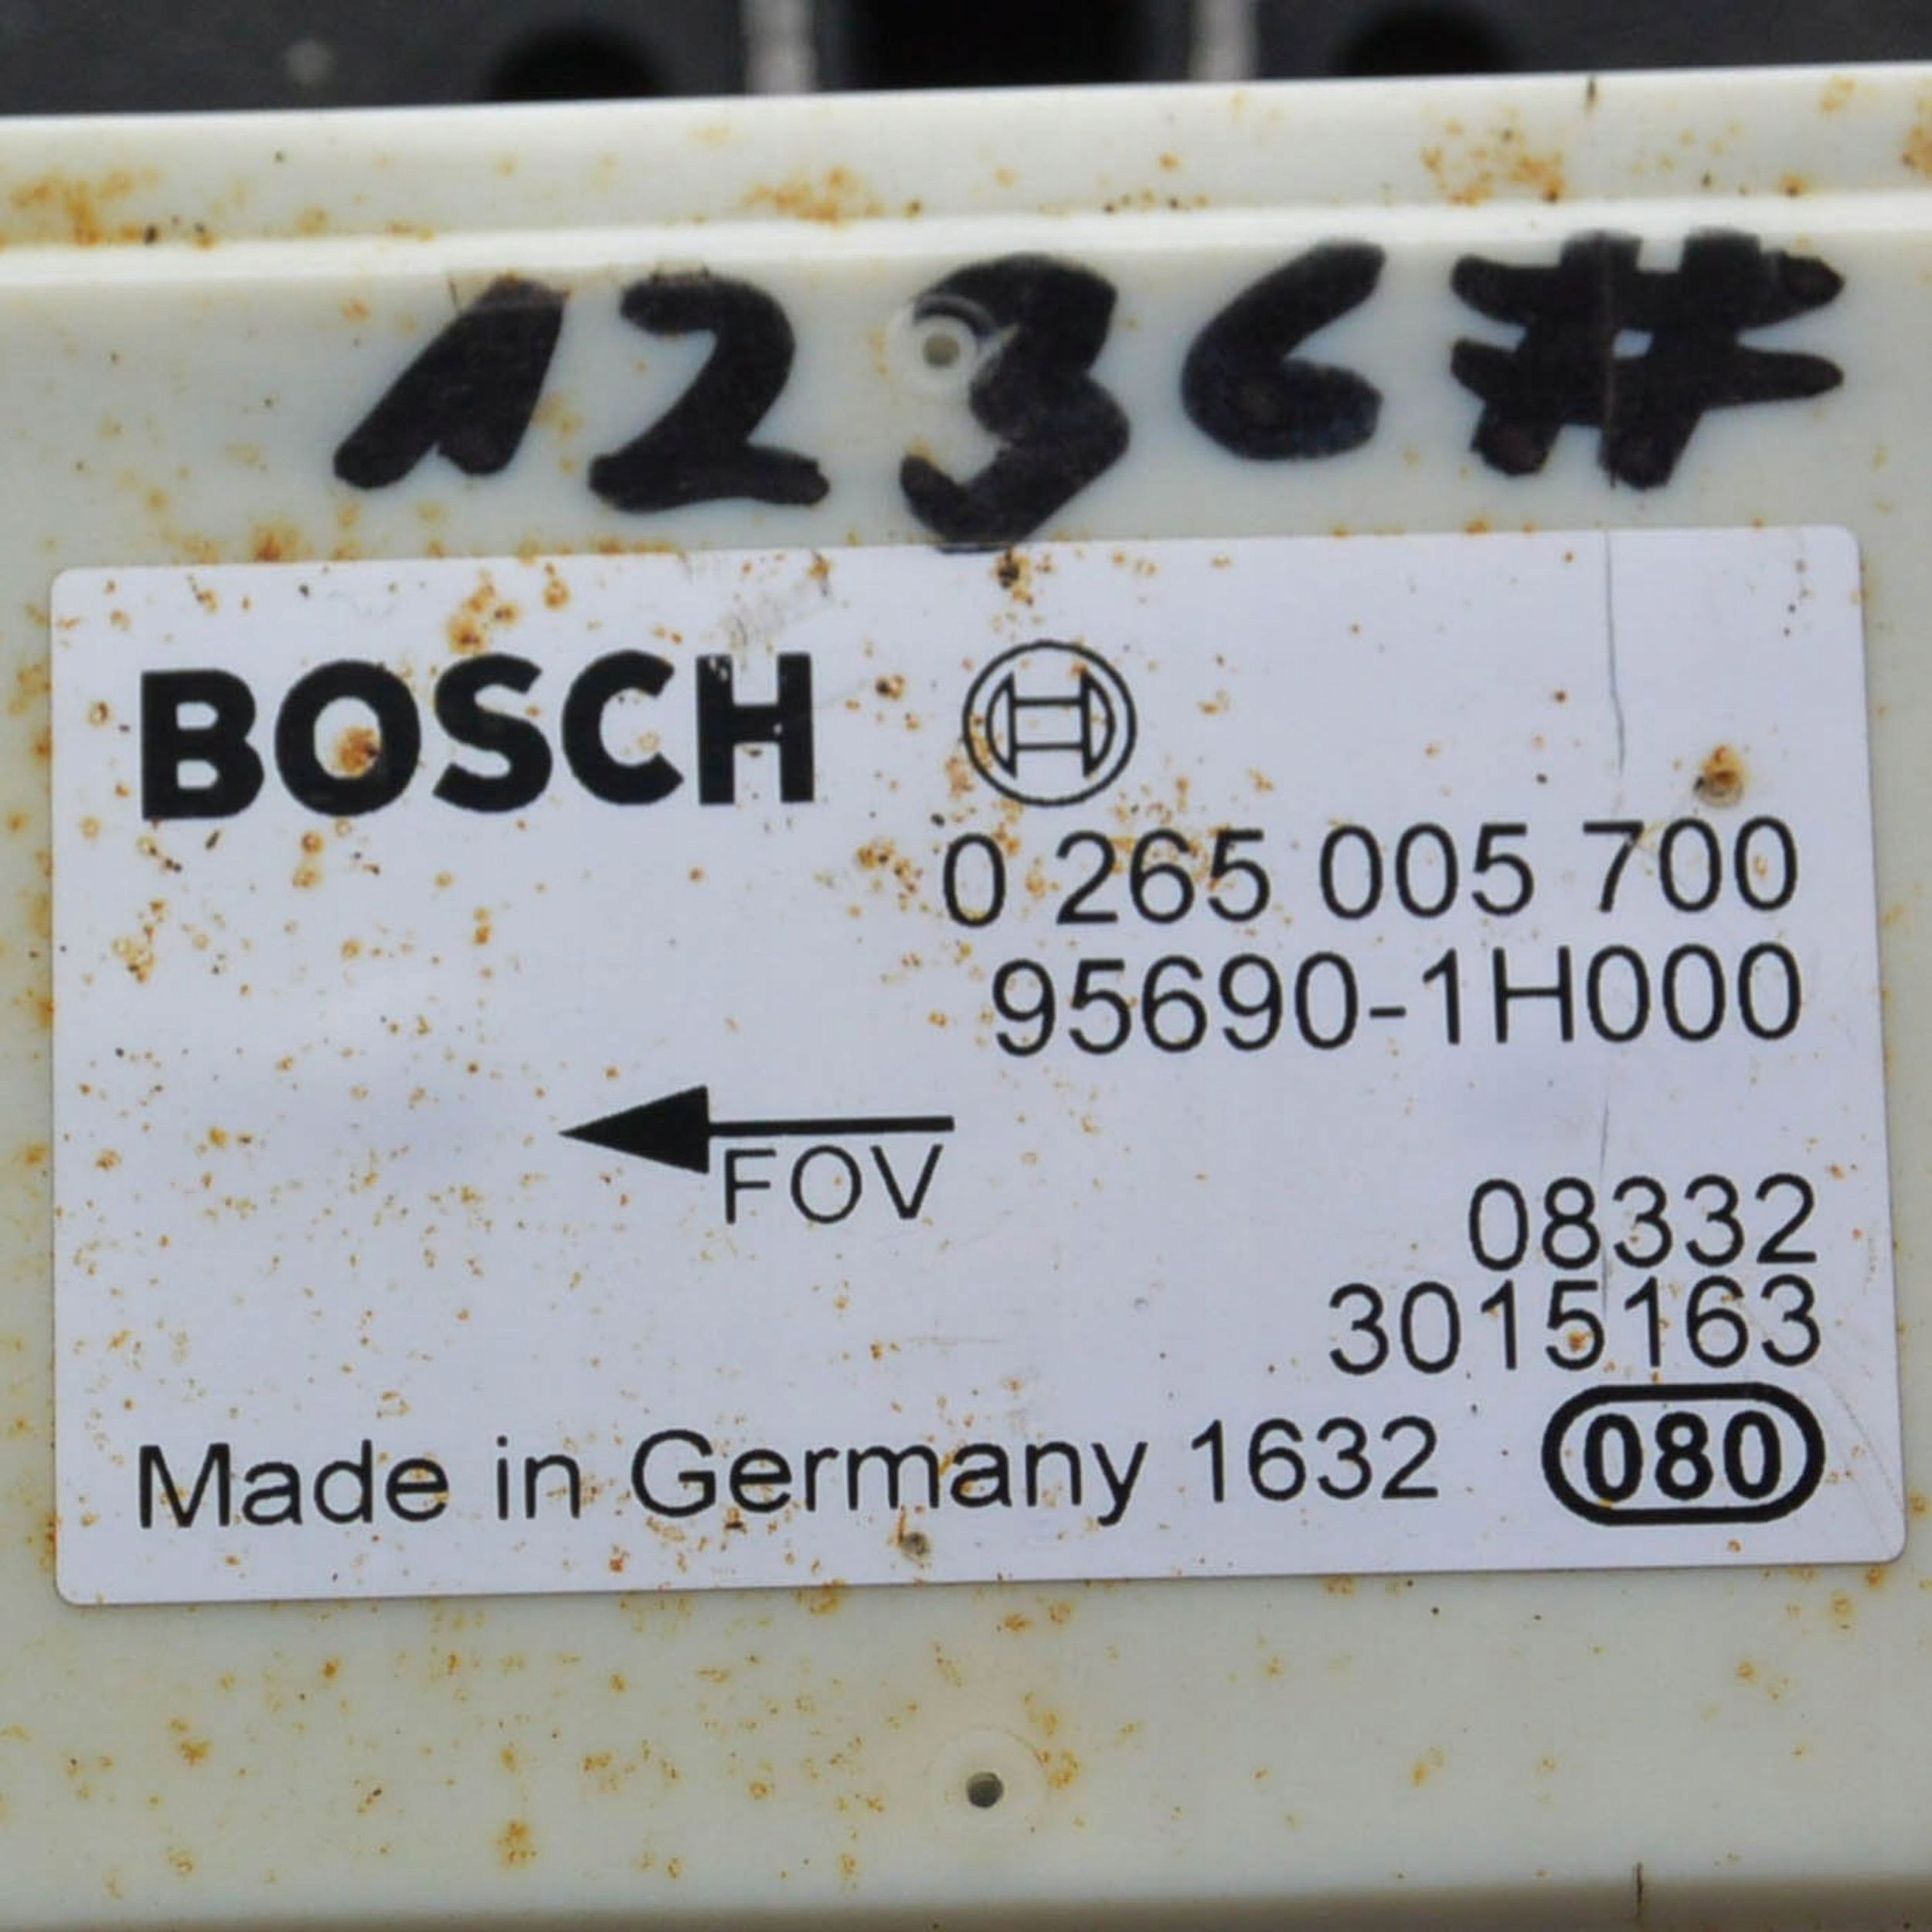 1236#
BOSCH
0 265 005 700
95690-1H000
FOV
08332
3015163
Made in Germany 1632 080